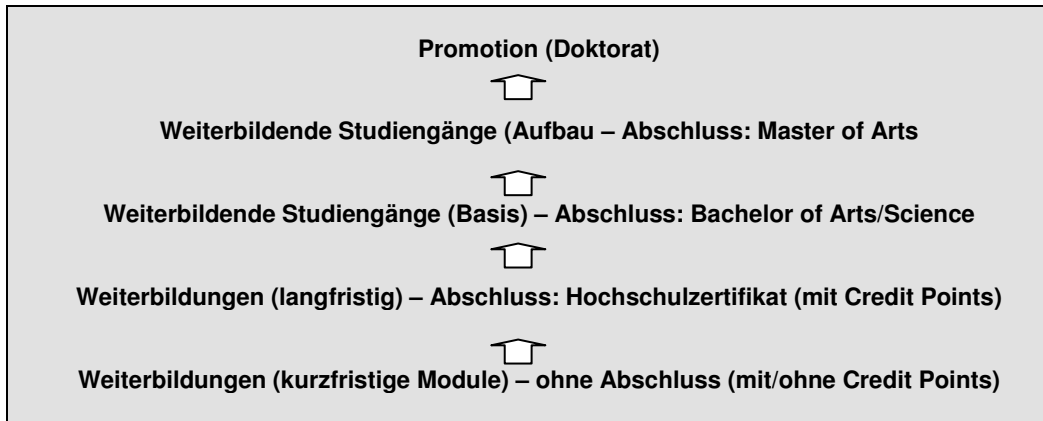 Promotion (Doktorat)
Weiterbildende Studiengänge (Aufbau – Abschluss: Master of Arts
Weiterbildende Studiengänge (Basis) – Abschluss: Bachelor of Arts/Science
Weiterbildungen (langfristig) – Abschluss: Hochschulzertifikat (mit Credit Points)
Weiterbildungen (kurzfristige Module) – ohne Abschluss (mit/ohne Credit Points)